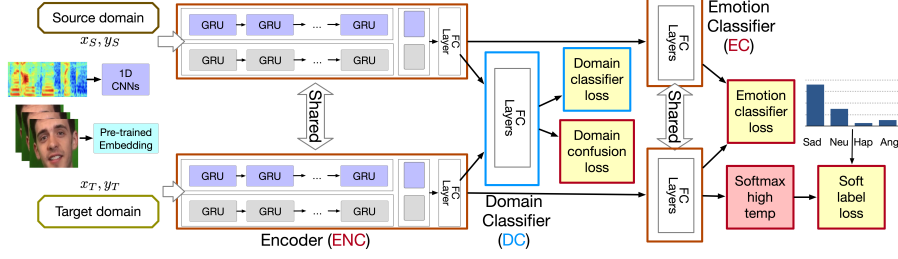 Source domain
x_S, y_S
1D
CNNs
Pre-trained
Embedding
x_T, y_T
Target domain
GRU GRU ... GRU
GRU GRU ... GRU
FC
Layer
Shared
GRU GRU ... GRU
GRU GRU ... GRU
FC
Layer
Encoder (ENC)
FC
Layers
Domain
Classifier
(DC)
Domain
classifier
loss
Domain
confusion
loss
FC
Layers
Shared
FC
Layers
Emotion
Classifier
(EC)
Emotion
classifier
loss
Softmax
high
temp
Soft
label
loss
Sad Neu Hap Ang